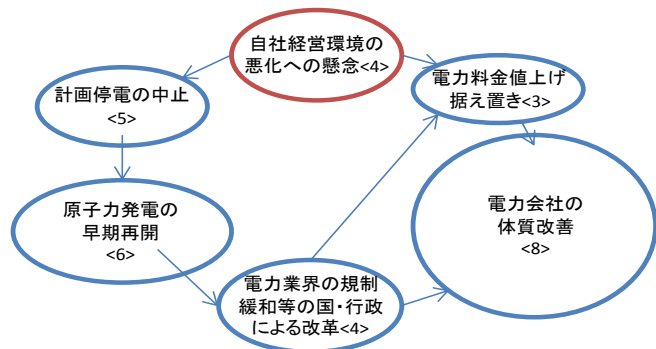 自社経営環境の
悪化への懸念<4>
電力料金値上げ
据え置き<3>
計画停電の中止
<5>
原子力発電の
早期再開
<6>
電力会社の
体質改善
<8>
電力業界の規制
緩和等の国・行政
による改革<4>